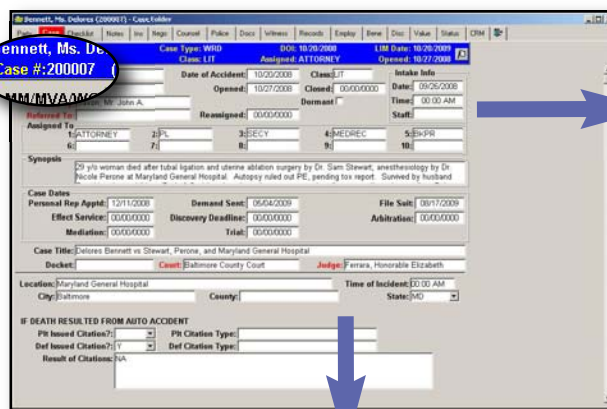 Bennett, Ms. Delores (200007) - Case Folder
Case Checklist Notes Ins Nego Counsel Police Docs Witness Records Employ Bene Disc Value Status CRM
Bennett, Ms. De Case Type: WRD DOI: 10/20/2008 LIM Date: 10/20/2009
Case #:200007 Class: LIT Assigned: ATTORNEY Opened: 10/27/2008
MM/MVA/WC
Date of Accident: 10/20/2008 Class: LIT Intake Info
Opened: 10/27/2008 Closed: 00/00/0000 Date: 09/26/2008
Mr. John A. Dormant Time: 00:00 AM
Referred To: Reassigned: 00/00/0000 Staff:
Assigned To
1: ATTORNEY 2: PL 3: SECY 4: MEDREC 5: BKPR
6: 7: 8: 9: 10:
Synopsis
29 y/o woman died after tubal ligation and uterine ablation surgery by Dr. Sam Stewart, anesthesiology by Dr.
Nicole Perone at Maryland General Hospital. Autopsy ruled out PE, pending tox report. Survived by husband
Case Dates
Personal Rep Apptd: 12/11/2008 Demand Sent: 05/04/2009 File Suit: 08/17/2009
Effect Service: 00/00/0000 Discovery Deadline: 00/00/0000 Arbitration: 00/00/0000
Mediation: 00/00/0000 Trial: 00/00/0000
Case Title: Delores Bennett vs Stewart, Perone, and Maryland General Hospital
Docket: Court: Baltimore County Court Judge: Ferrara, Honorable Elizabeth
Location: Maryland General Hospital Time of Incident: 00:00 AM
City: Baltimore County: State: MD
IF DEATH RESULTED FROM AUTO ACCIDENT
Plt Issued Citation?: Plt Citation Type:
Def Issued Citation?: Y Def Citation Type:
Result of Citations: NA